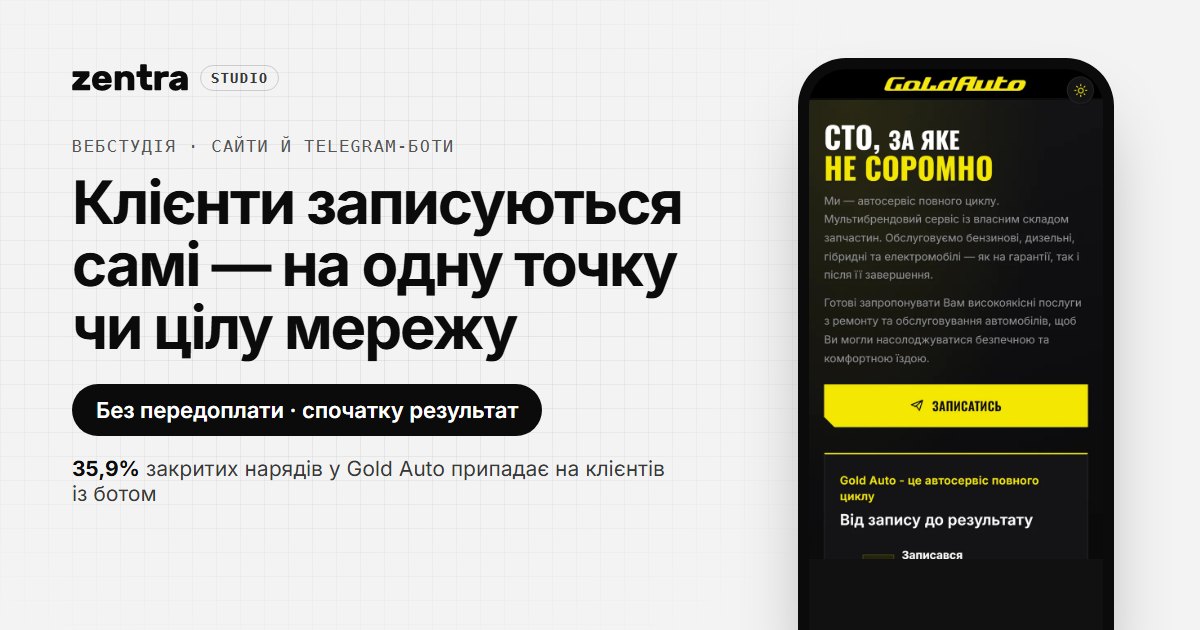 zentra STUDIO
ВЕБСТУДІЯ · САЙТИ Й TELEGRAM-БОТИ
Клієнти записуються
самі — на одну точку
чи цілу мережу
Без передоплати · спочатку результат
35,9% закритих нарядів у Gold Auto припадає на клієнтів
із ботом
GoldAuto
СТО, ЗА ЯКЕ
НЕ СОРОМНО
Ми — автосервіс повного циклу.
Мультибрендовий сервіс із власним складом
запчастин. Обслуговуємо бензинові, дизельні,
гібридні та електромобілі — як на гарантії, так і
після її завершення.
Готові запропонувати Вам високоякісні послуги
з ремонту та обслуговування автомобілів, щоб
Ви могли насолоджуватися безпечною та
комфортною їздою.
ЗАПИСАТИСЬ
Gold Auto - це автосервіс повного
циклу
Від запису до результату
Записався